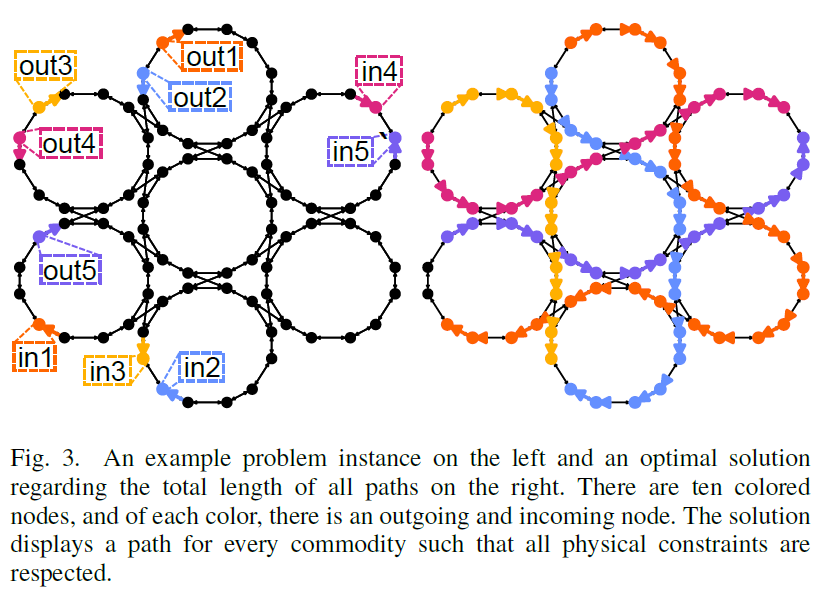 out3
out1
out2
in4
out4
in5
out5
in1
in3
in2
Fig. 3. An example problem instance on the left and an optimal solution
regarding the total length of all paths on the right. There are ten colored
nodes, and of each color, there is an outgoing and incoming node. The solution
displays a path for every commodity such that all physical constraints are
respected.